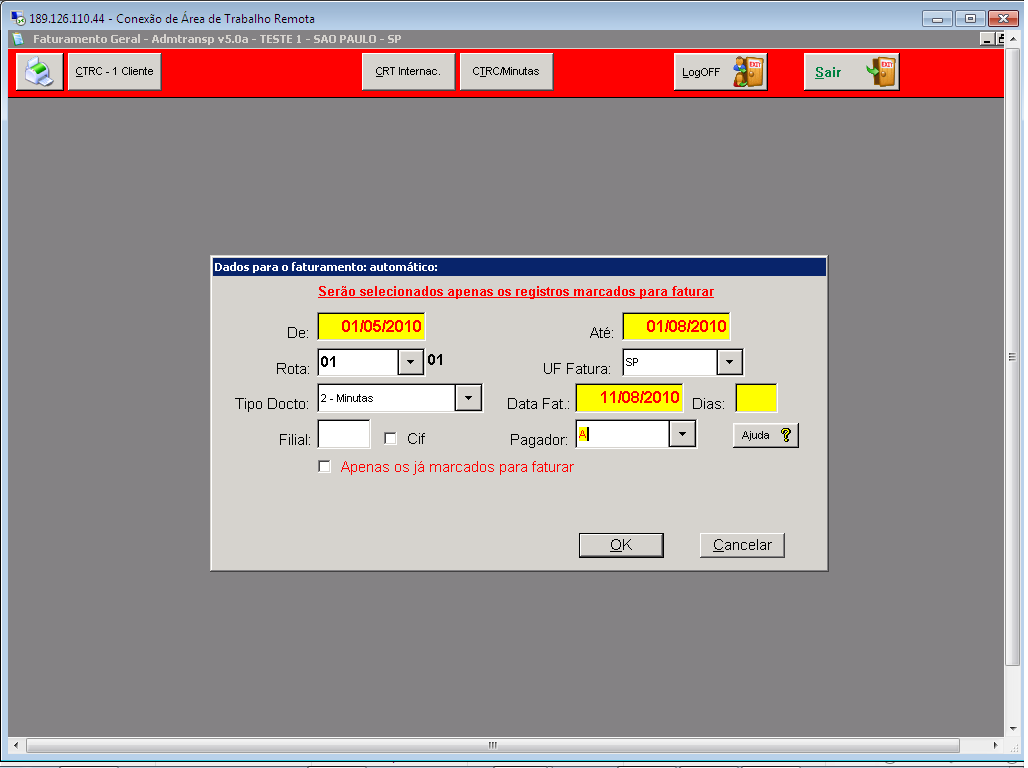 189.126.110.44 - Conexão de Área de Trabalho Remota
Faturamento Geral - Admtransp v5.0a - TESTE 1 - SAO PAULO - SP
CTRC - 1 Cliente
CRT Internac.
CTRC/Minutas
LogOFF
EXIT
Sair
EXIT
Dados para o faturamento: automático:
Serão selecionados apenas os registros marcados para faturar
De: 01/05/2010
Até: 01/08/2010
Rota: 01 01
UF Fatura: SP
Tipo Docto: 2 - Minutas
Data Fat.: 11/08/2010 Dias:
Filial: Cif
Pagador: A
Ajuda ?
Apenas os já marcados para faturar
OK
Cancelar